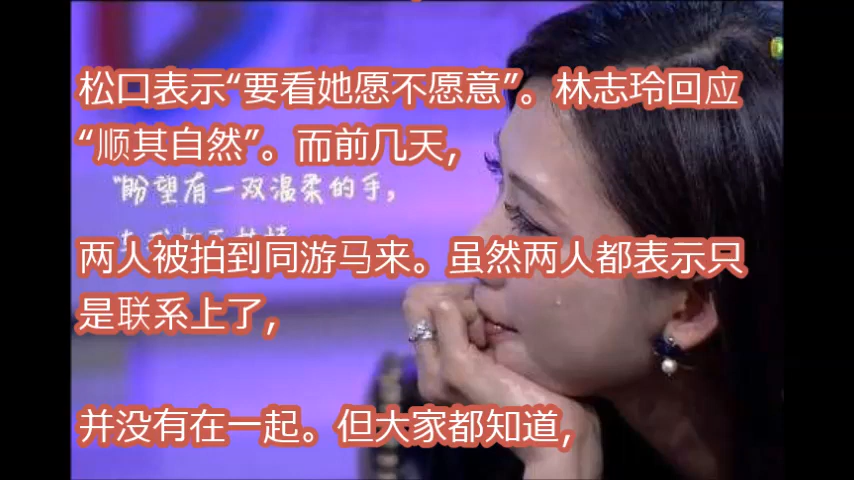 松口表示“要看她愿不愿意”。林志玲回应
“顺其自然”。而前几天，
“盼望有一双温柔的手，
两人被拍到同游马来。虽然两人都表示只
是联系上了，
并没有在一起。但大家都知道，